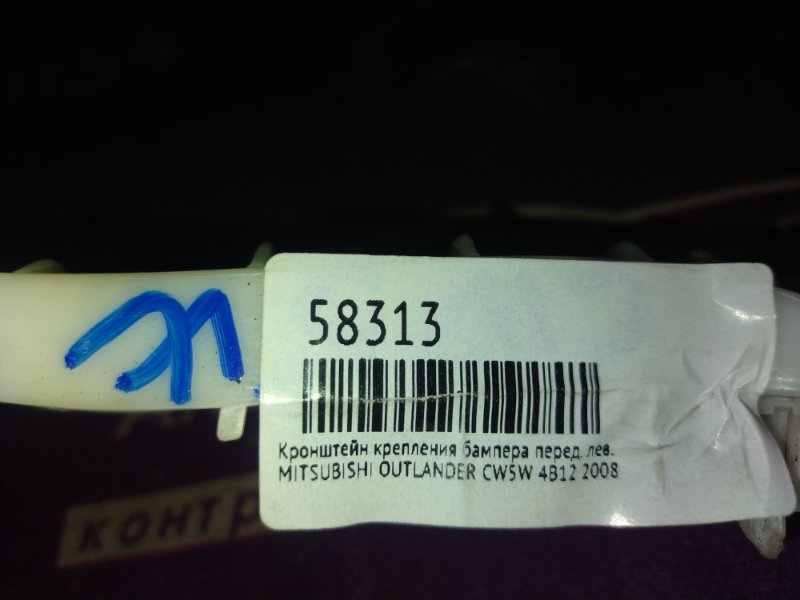 58313
Кронштейн крепления бампера перед. лев.
MITSUBISHI OUTLANDER CW5W 4B12 2008
контр